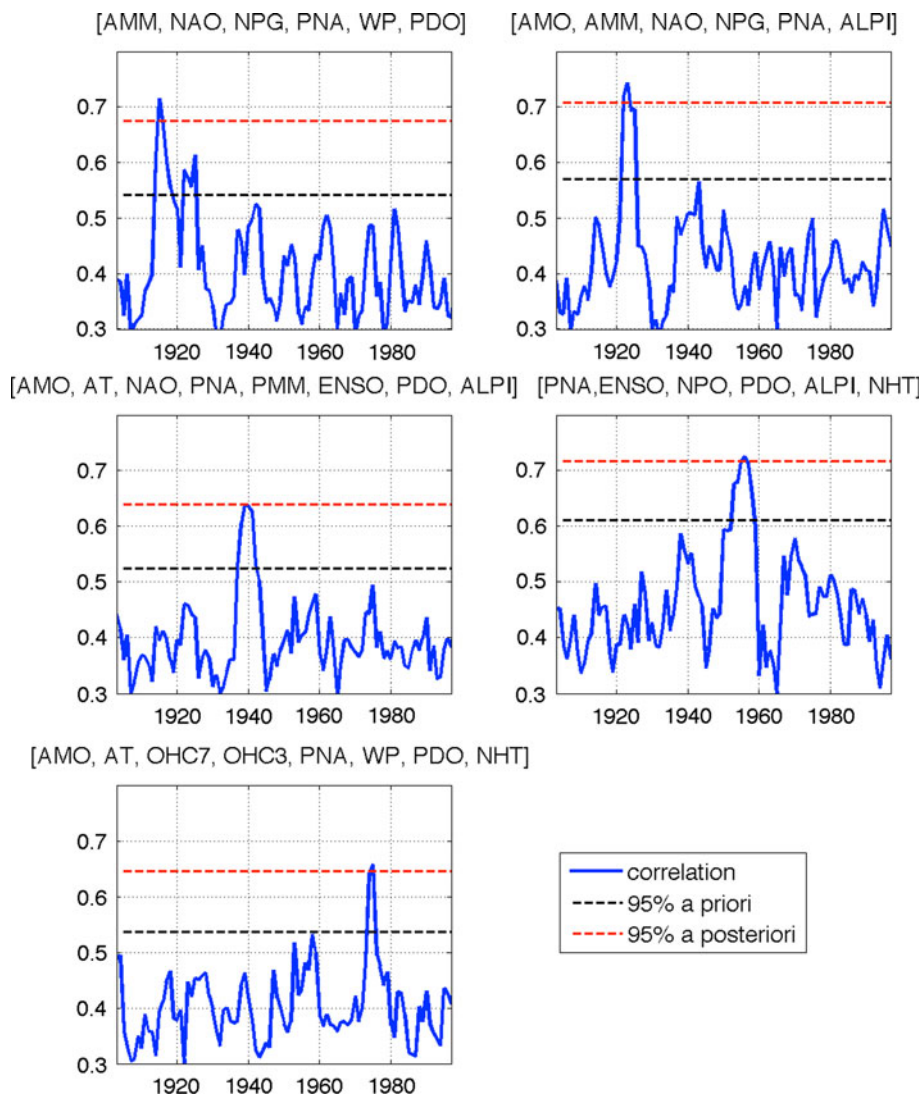 [AMM, NAO, NPG, PNA, WP, PDO]
0.7
0.6
0.5
0.4
0.3
1920 1940 1960 1980
[AMO, AMM, NAO, NPG, PNA, ALPI]
0.7
0.6
0.5
0.4
0.3
1920 1940 1960 1980
[AMO, AT, NAO, PNA, PMM, ENSO, PDO, ALPI]
0.7
0.6
0.5
0.4
0.3
1920 1940 1960 1980
[PNA,ENSO, NPO, PDO, ALPI, NHT]
0.7
0.6
0.5
0.4
0.3
1920 1940 1960 1980
[AMO, AT, OHC7, OHC3, PNA, WP, PDO, NHT]
0.7
0.6
0.5
0.4
0.3
1920 1940 1960 1980
correlation
95% a priori
95% a posteriori